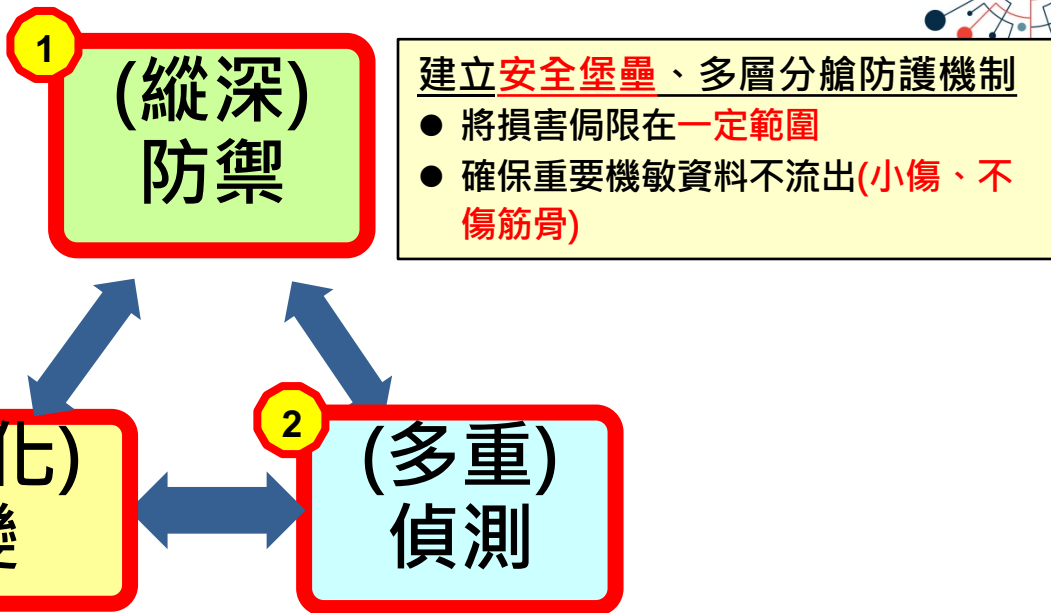 1
(縱深)
防禦
建立安全堡壘、多層分艙防護機制
● 將損害侷限在一定範圍
● 確保重要機敏資料不流出(小傷、不
傷筋骨)
化)
變
2
(多重)
偵測